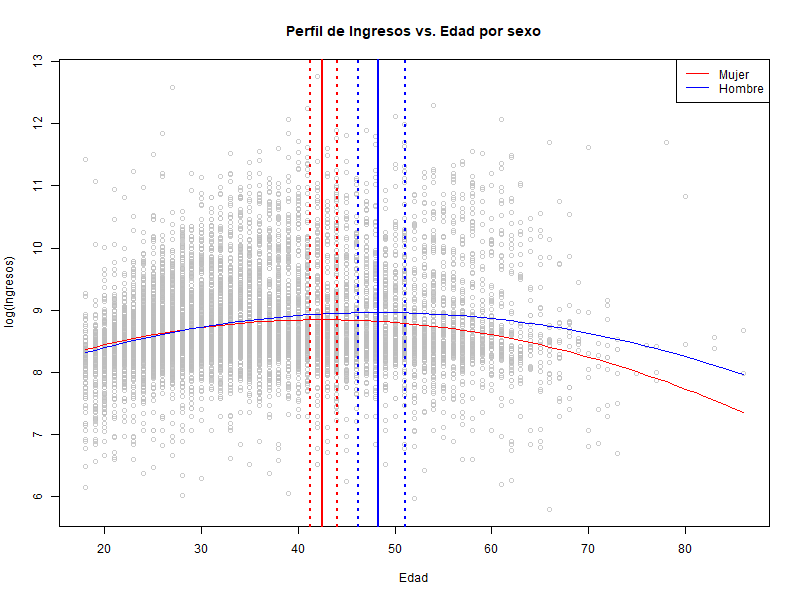 Perfil de Ingresos vs. Edad por sexo
Mujer
Hombre
log(Ingresos)
13
12
11
10
9
8
7
6
20 30 40 50 60 70 80
Edad